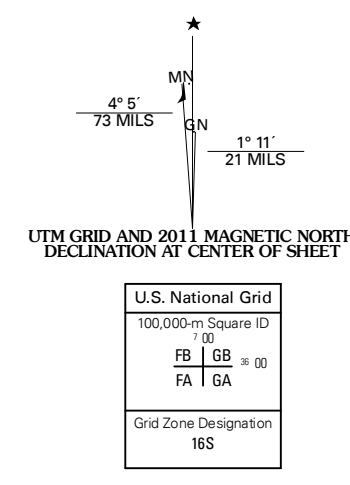 MN
4° 5´
73 MILS
GN
1° 11´
21 MILS
UTM GRID AND 2011 MAGNETIC NORTH
DECLINATION AT CENTER OF SHEET
U.S. National Grid
100,000-m Square ID
7 00
FB GB
36 00
FA GA
Grid Zone Designation
16S